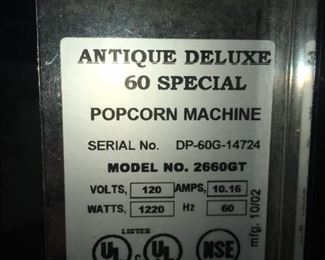 ANTIQUE DELUXE
60 SPECIAL
POPCORN MACHINE
SERIAL No. DP-60G-14724
MODEL NO. 2660GT
VOLTS, 120 AMPS, 10.16
WATTS, 1220 Hz 60
mfg. 10/02
LISTED
UL c UL NSF